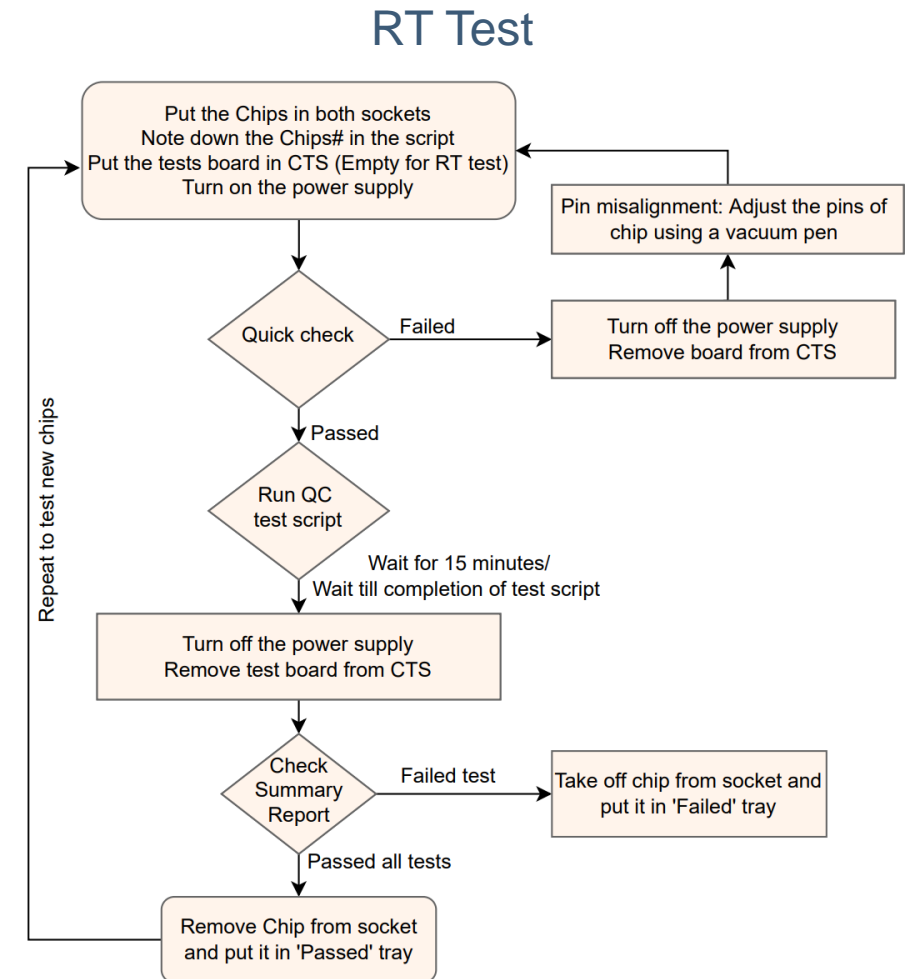 RT Test
Put the Chips in both sockets
Note down the Chips# in the script
Put the tests board in CTS (Empty for RT test)
Turn on the power supply
Pin misalignment: Adjust the pins of
chip using a vacuum pen
Quick check
Failed
Turn off the power supply
Remove board from CTS
Passed
Run QC
test script
Wait for 15 minutes/
Wait till completion of test script
Repeat to test new chips
Turn off the power supply
Remove test board from CTS
Check
Summary
Report
Failed test
Take off chip from socket and
put it in 'Failed' tray
Passed all tests
Remove Chip from socket
and put it in 'Passed' tray